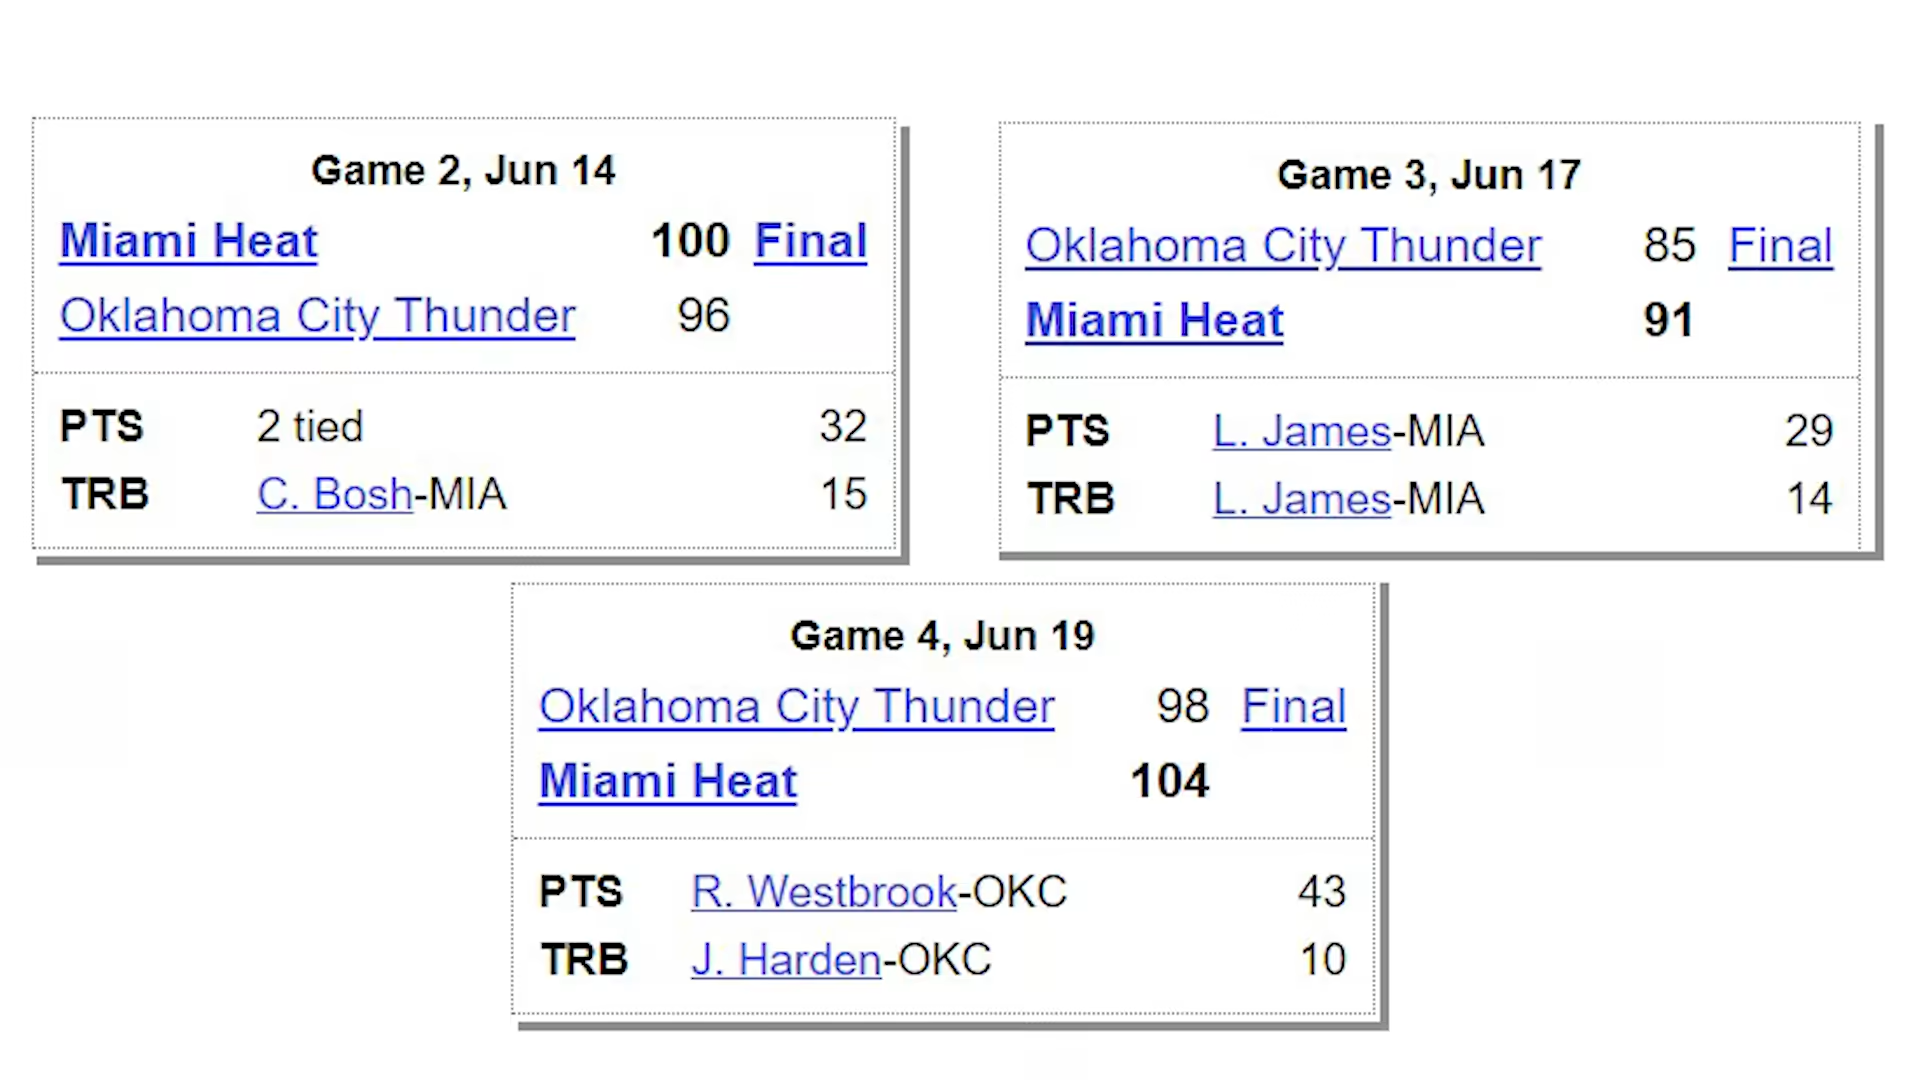 Game 2, Jun 14
Miami Heat 100 Final
Oklahoma City Thunder 96
PTS 2 tied 32
TRB C. Bosh-MIA 15
Game 3, Jun 17
Oklahoma City Thunder 85 Final
Miami Heat 91
PTS L. James-MIA 29
TRB L. James-MIA 14
Game 4, Jun 19
Oklahoma City Thunder 98 Final
Miami Heat 104
PTS R. Westbrook-OKC 43
TRB J. Harden-OKC 10